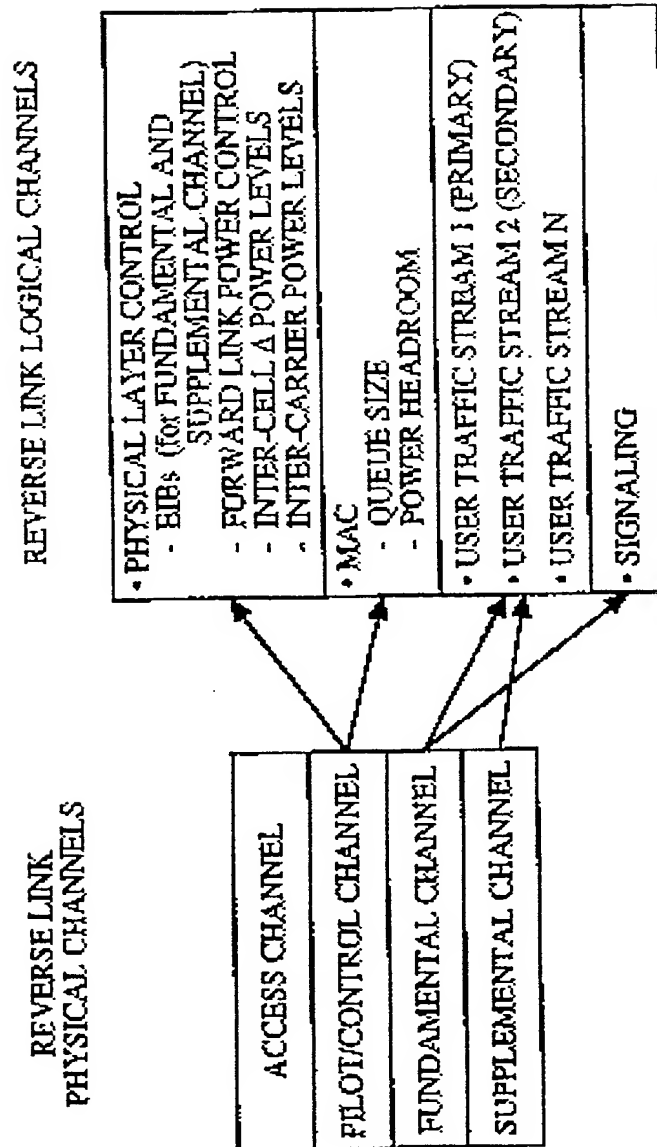 REVERSE LINK
PHYSICAL CHANNELS
ACCESS CHANNEL
PILOT/CONTROL CHANNEL
FUNDAMENTAL CHANNEL
SUPPLEMENTAL CHANNEL
REVERSE LINK LOGICAL CHANNELS
• PHYSICAL LAYER CONTROL
- EIBs (for FUNDAMENTAL AND
SUPPLEMENTAL CHANNEL)
- FORWARD LINK POWER CONTROL
- INTER-CELL Δ POWER LEVELS
- INTER-CARRIER POWER LEVELS
• MAC
- QUEUE SIZE
- POWER HEADROOM
• USER TRAFFIC STREAM 1 (PRIMARY)
• USER TRAFFIC STREAM 2 (SECONDARY)
• USER TRAFFIC STREAM N
• SIGNALING